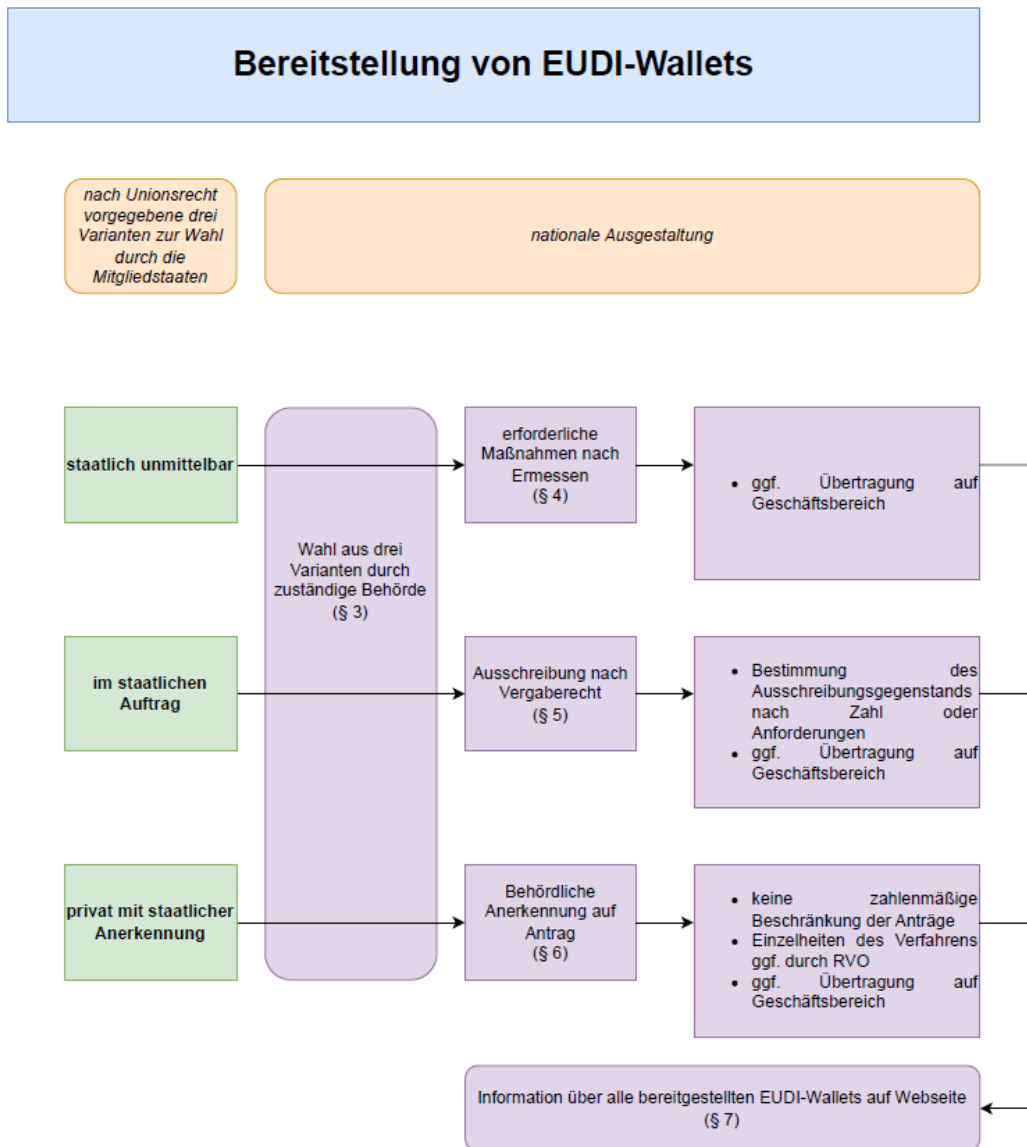 Bereitstellung von EUDI-Wallets
nach Unionsrecht
vorgegebene drei
Varianten zur Wahl
durch die
Mitgliedstaaten
nationale Ausgestaltung
staatlich unmittelbar
erforderliche
Maßnahmen nach
Ermessen
(§ 4)
• ggf. Übertragung auf
Geschäftsbereich
Wahl aus drei
Varianten durch
zuständige Behörde
(§ 3)
im staatlichen
Auftrag
Ausschreibung nach
Vergaberecht
(§ 5)
• Bestimmung des
Ausschreibungsgegenstands
nach Zahl oder
Anforderungen
• ggf. Übertragung auf
Geschäftsbereich
privat mit staatlicher
Anerkennung
Behördliche
Anerkennung auf
Antrag
(§ 6)
• keine zahlenmäßige
Beschränkung der Anträge
• Einzelheiten des Verfahrens
ggf. durch RVO
• ggf. Übertragung auf
Geschäftsbereich
Information über alle bereitgestellten EUDI-Wallets auf Webseite
(§ 7)